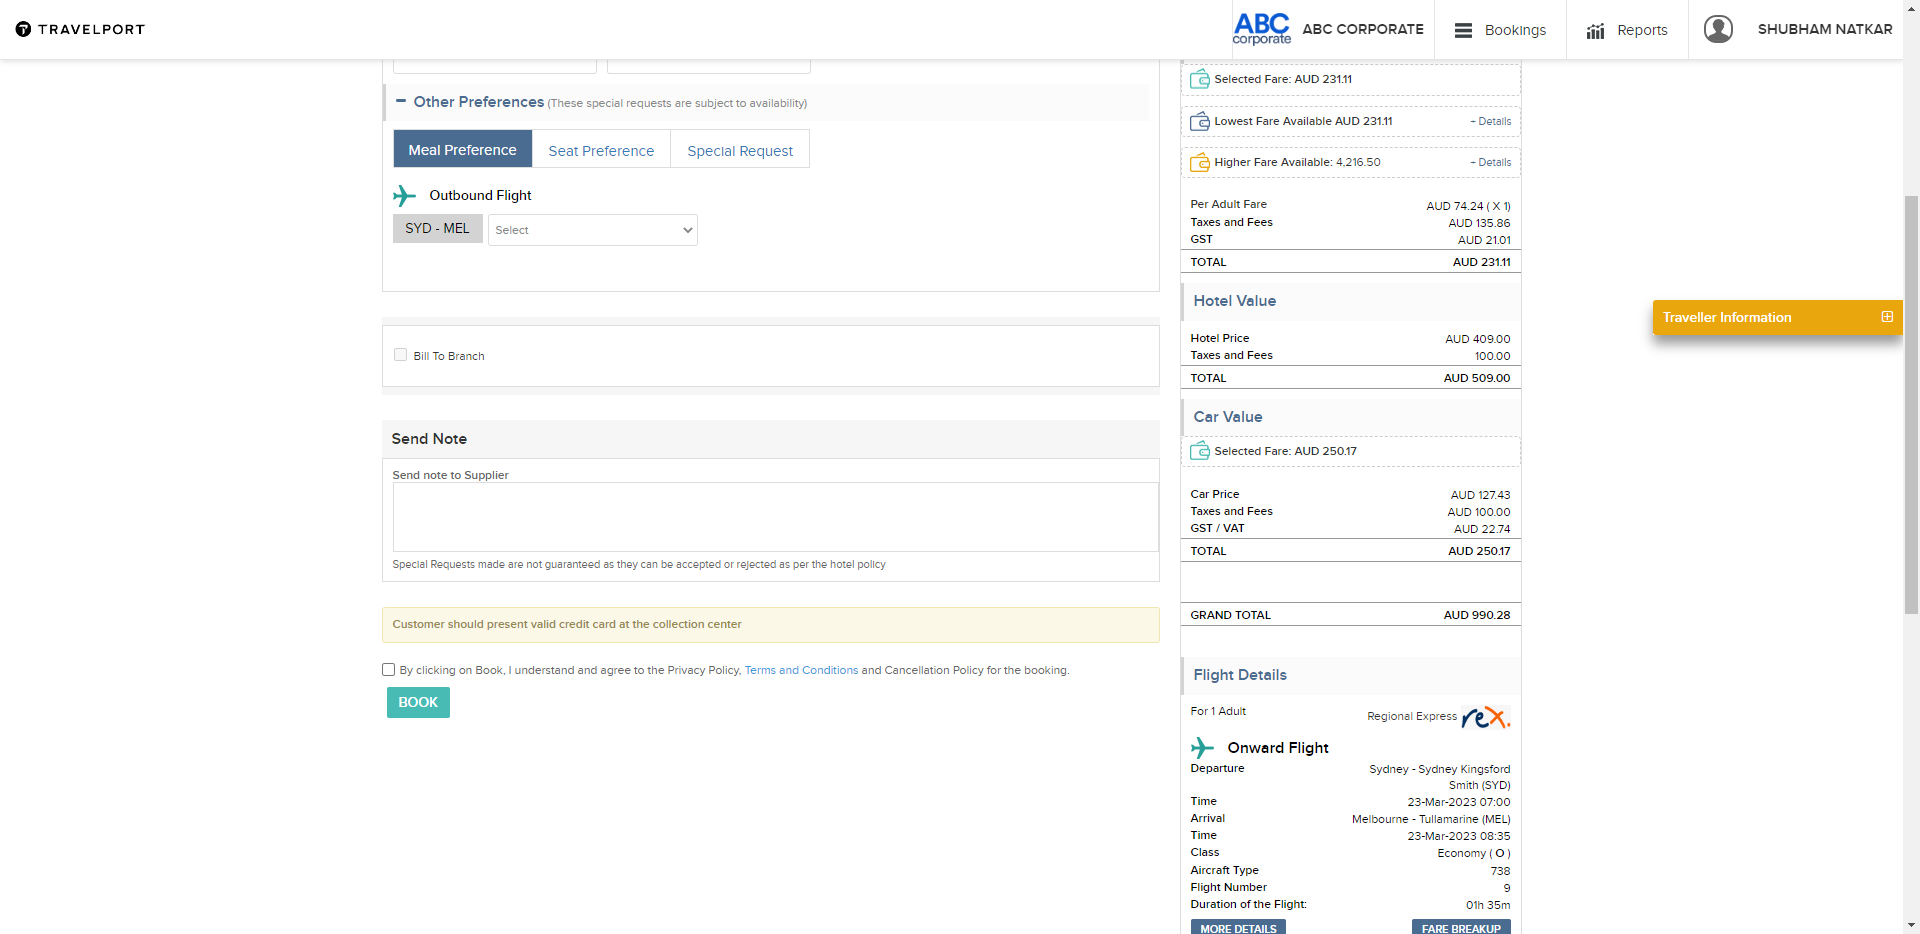 TRAVELPORT
ABC corporate
ABC CORPORATE
Bookings
Reports
SHUBHAM NATKAR
Other Preferences (These special requests are subject to availability)
Meal Preference
Seat Preference
Special Request
Outbound Flight
SYD - MEL
Select
Bill To Branch
Send Note
Send note to Supplier
Special Requests made are not guaranteed as they can be accepted or rejected as per the hotel policy
Customer should present valid credit card at the collection center
By clicking on Book, I understand and agree to the Privacy Policy, Terms and Conditions and Cancellation Policy for the booking.
BOOK
Selected Fare: AUD 231.11
Lowest Fare Available AUD 231.11 + Details
Higher Fare Available: 4,216.50 + Details
Per Adult Fare AUD 74.24 ( X 1)
Taxes and Fees AUD 135.86
GST AUD 21.01
TOTAL AUD 231.11
Hotel Value
Hotel Price AUD 409.00
Taxes and Fees 100.00
TOTAL AUD 509.00
Car Value
Selected Fare: AUD 250.17
Car Price AUD 127.43
Taxes and Fees AUD 100.00
GST / VAT AUD 22.74
TOTAL AUD 250.17
GRAND TOTAL AUD 990.28
Flight Details
For 1 Adult Regional Express rex.
Onward Flight
Departure Sydney - Sydney Kingsford
Smith (SYD)
Time 23-Mar-2023 07:00
Arrival Melbourne - Tullamarine (MEL)
Time 23-Mar-2023 08:35
Class Economy ( O )
Aircraft Type 738
Flight Number 9
Duration of the Flight: 01h 35m
MORE DETAILS FARE BREAKUP
Traveller Information